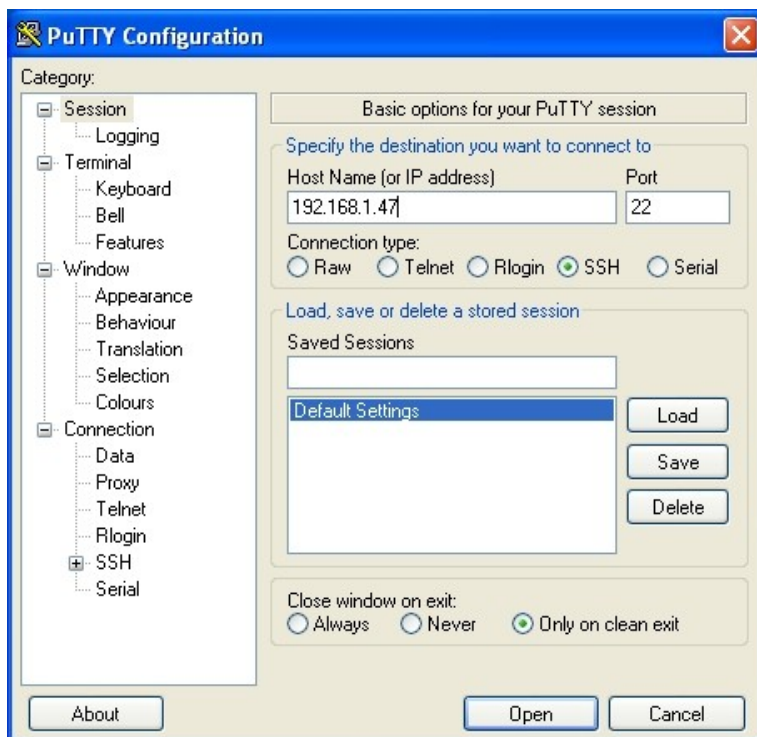 PuTTY Configuration
Category:
Session
Logging
Terminal
Keyboard
Bell
Features
Window
Appearance
Behaviour
Translation
Selection
Colours
Connection
Data
Proxy
Telnet
Rlogin
SSH
Serial
Basic options for your PuTTY session
Specify the destination you want to connect to
Host Name (or IP address) Port
192.168.1.47 22
Connection type:
Raw Telnet Rlogin SSH Serial
Load, save or delete a stored session
Saved Sessions
Default Settings
Load
Save
Delete
Close window on exit:
Always Never Only on clean exit
About Open Cancel